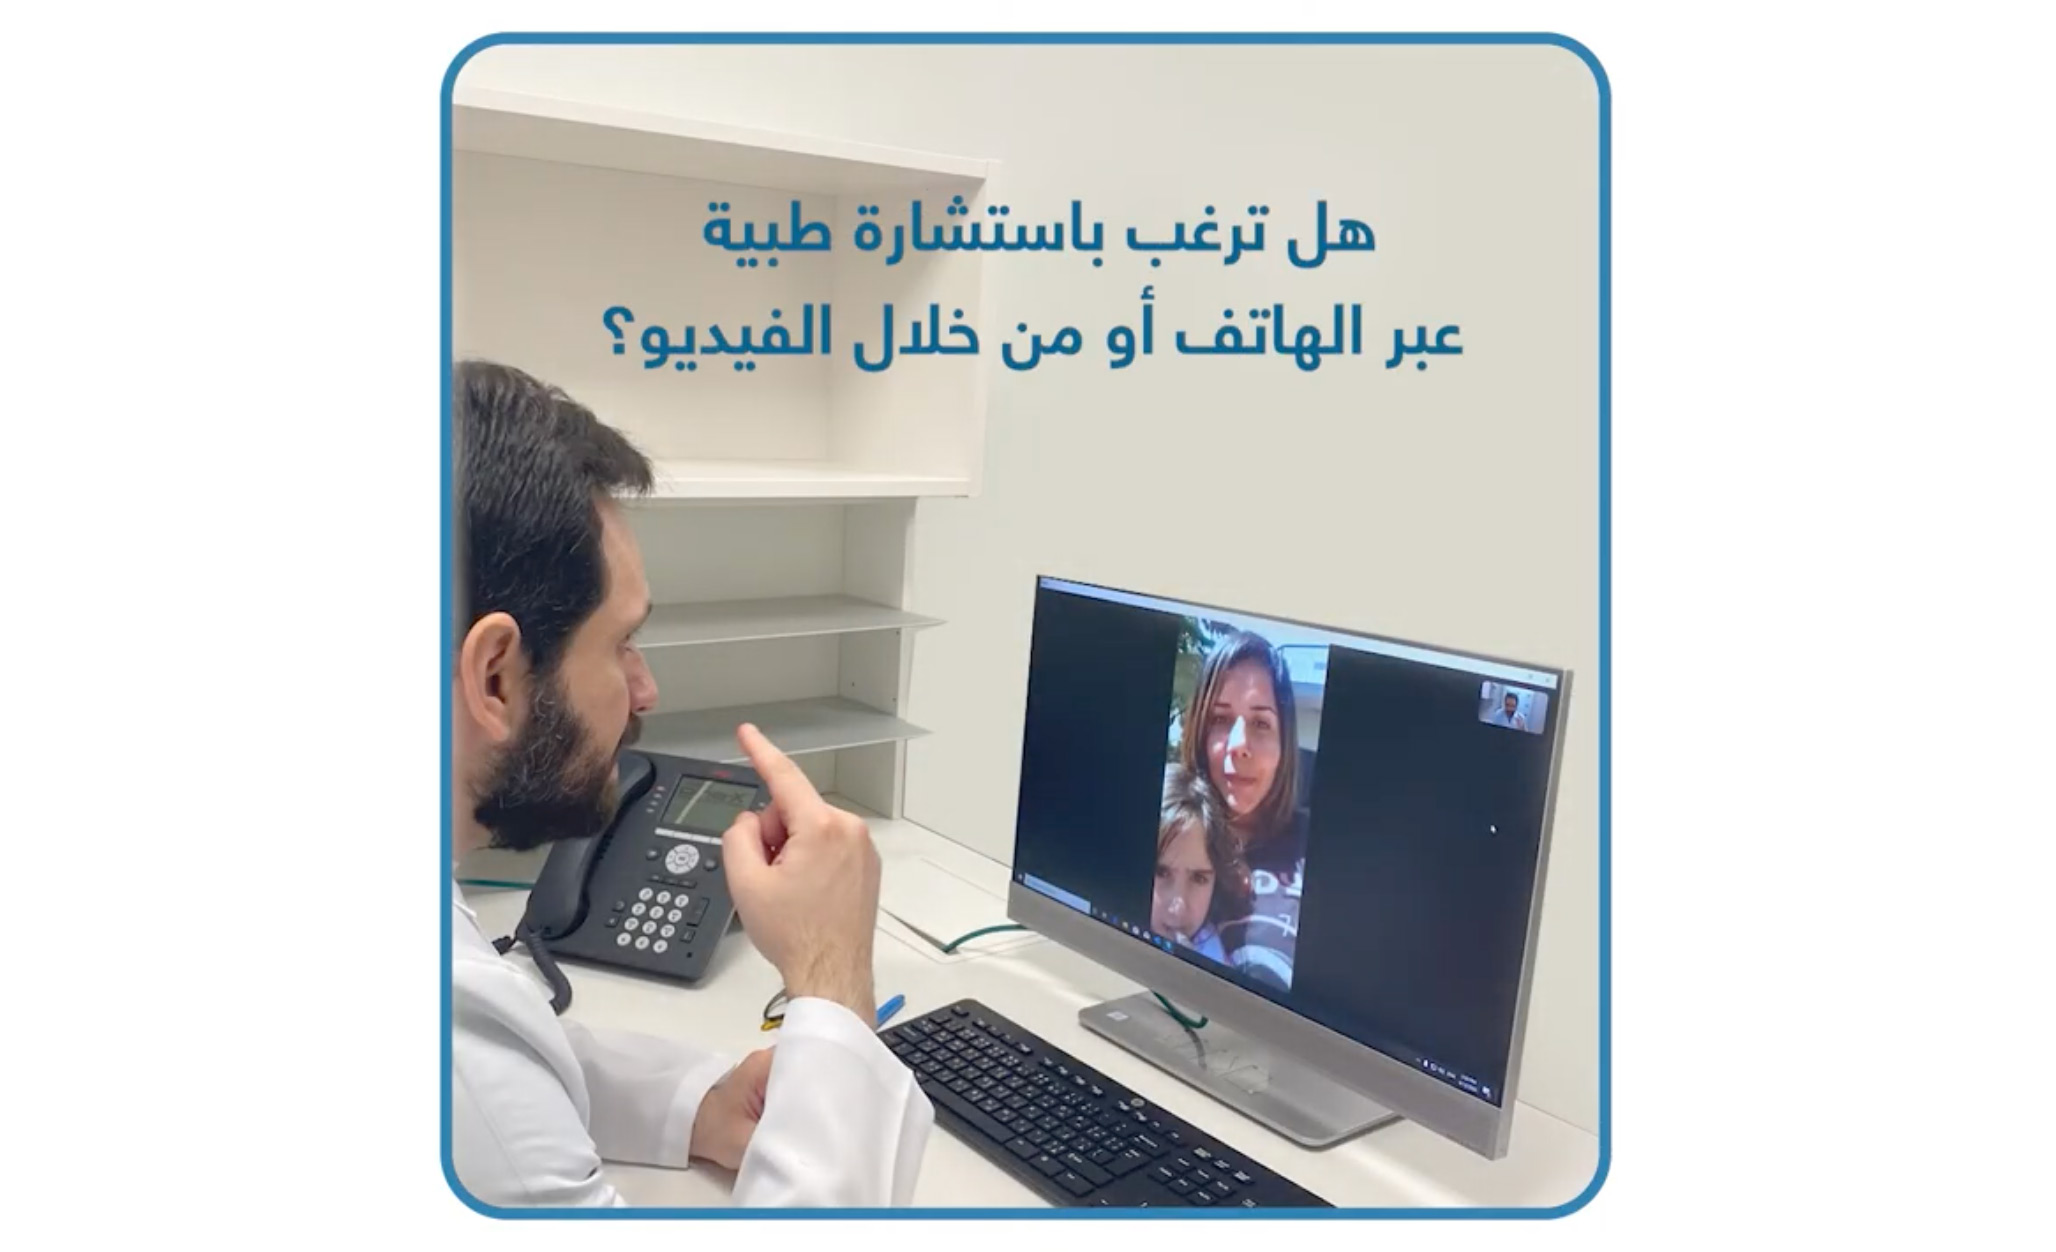 هل ترغب باستشارة طبية
عبر الهاتف أو من خلال الفيديو؟